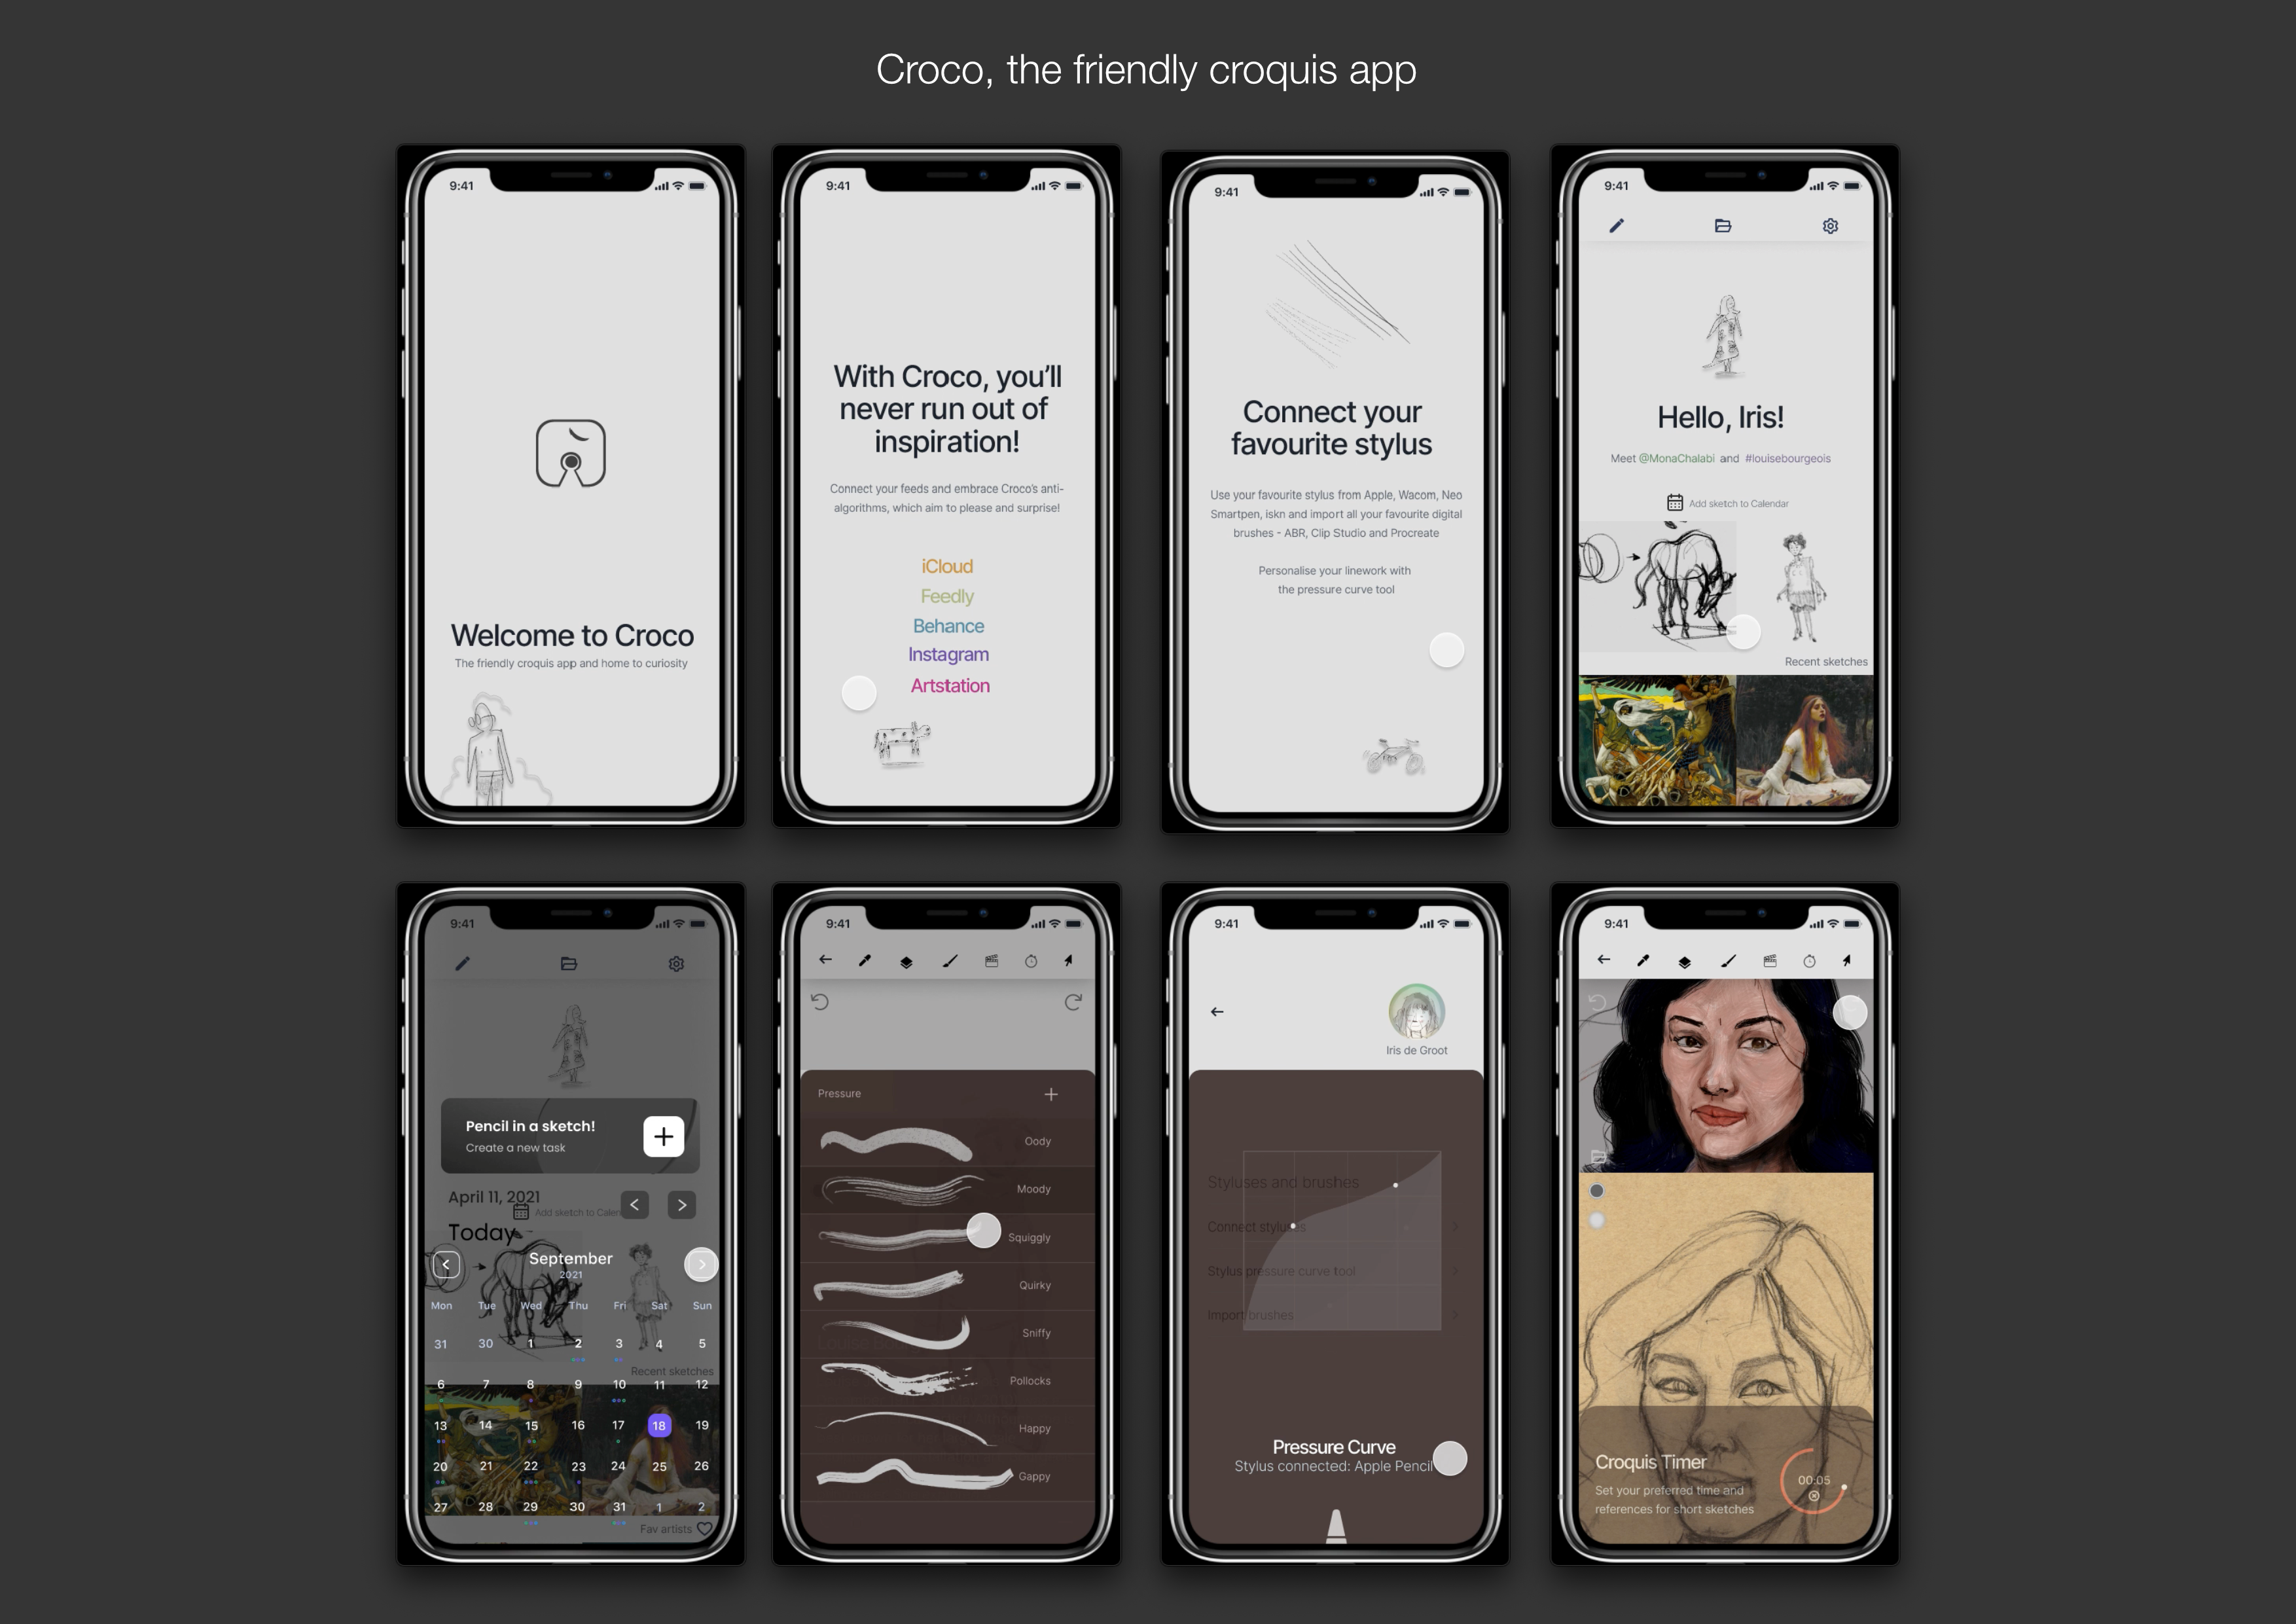 Croco, the friendly croquis app
9:41
Welcome to Croco
The friendly croquis app and home to curiosity
9:41
With Croco, you'll
never run out of
inspiration!
Connect your feeds and embrace Croco's anti-
algorithms, which aim to please and surprise!
iCloud
Feedly
Behance
Instagram
Artstation
9:41
Connect your
favourite stylus
Use your favourite stylus from Apple, Wacom, Neo
Smartpen, iskn and import all your favourite digital
brushes - ABR, Clip Studio and Procreate
Personalise your linework with
the pressure curve tool
9:41
Hello, Iris!
Meet @MonaChalabi and #louisebourgeois
Add sketch to Calendar
Recent sketches
9:41
Pencil in a sketch!
Create a new task
April 11, 2021
Add sketch to Calen
Today
September
2021
Mon Tue Wed Thu Fri Sat Sun
31 30 1 2 3 4 5
Recent sketches
6 7 8 9 10 11 12
13 14 15 16 17 18 19
20 21 22 23 24 25 26
27 28 29 30 31 1 2
Fav artists
9:41
Pressure
Oody
Moody
Squiggly
Quirky
Sniffy
Pollocks
Happy
Gappy
9:41
Iris de Groot
Styluses and brushes
Connect styluses
Stylus pressure curve tool
Import brushes
Pressure Curve
Stylus connected: Apple Pencil
9:41
Croquis Timer
00:05
Set your preferred time and
references for short sketches